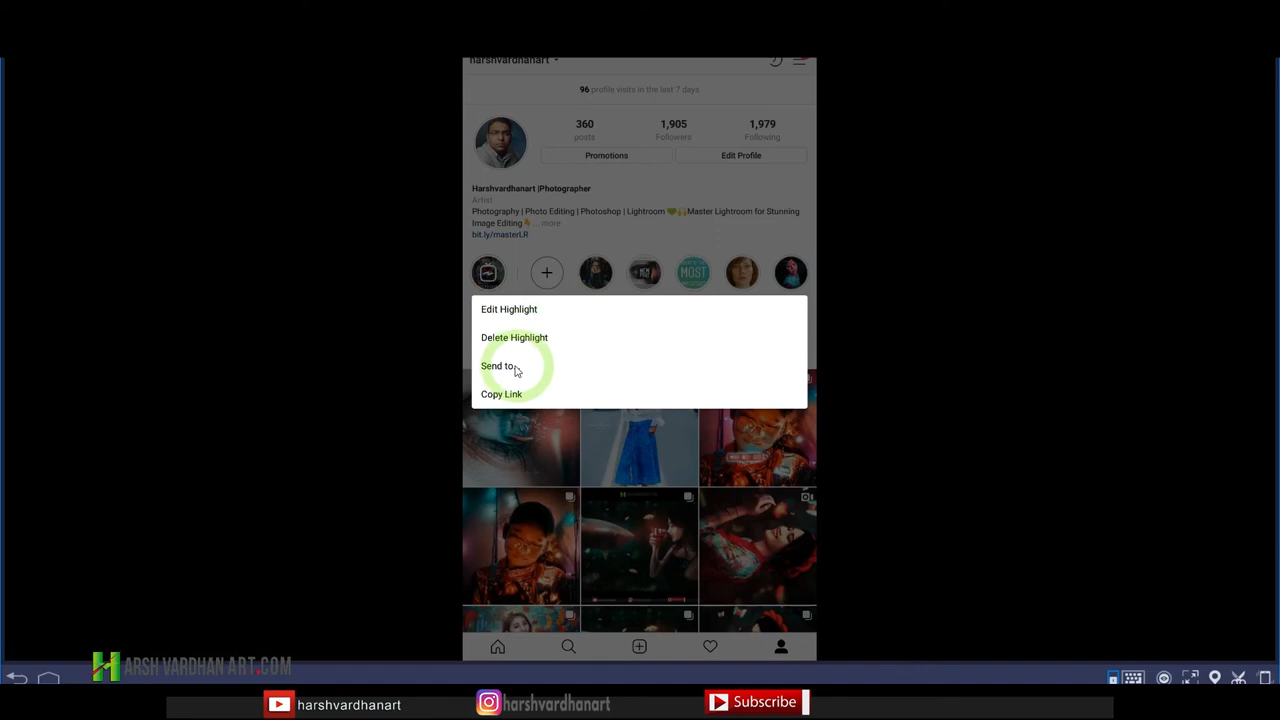 harshvardhanart
96 profile visits in the last 7 days
360
posts
1,905
Followers
1,979
Following
Promotions
Edit Profile
Harshvardhanart |Photographer
Artist
Photography | Photo Editing | Photoshop | Lightroom 💚🙌Master Lightroom for Stunning
Image Editing👇... more
bit.ly/masterLR
MOST
Edit Highlight
Delete Highlight
Send to
Copy Link
HARSH VARDHAN ART.COM
harshvardhanart
harshvardhanart
Subscribe